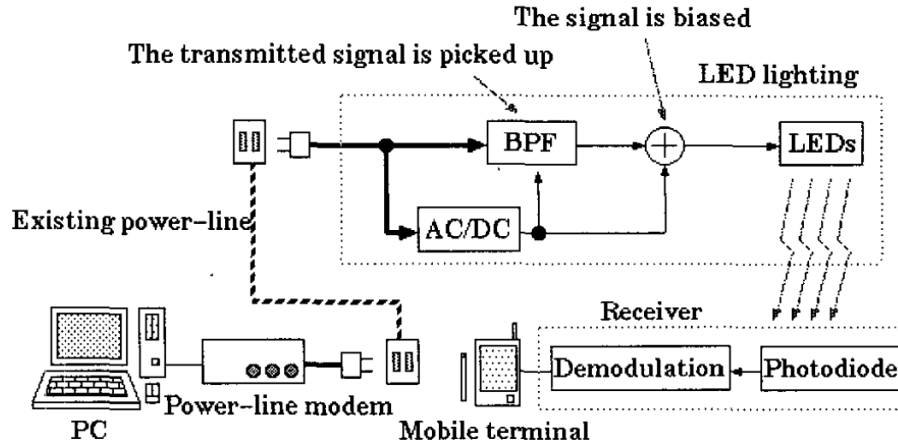 The signal is biased
The transmitted signal is picked up
LED lighting
BPF
LEDs
Existing power-line
AC/DC
Receiver
Demodulation
Photodiode
Power-line modem
PC
Mobile terminal